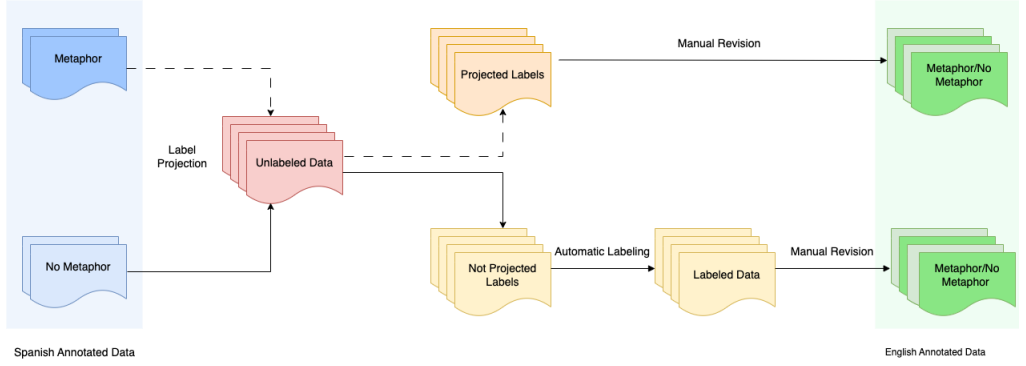 Metaphor
Projected Labels
Manual Revision
Metaphor/No
Metaphor
Label
Projection
Unlabeled Data
No Metaphor
Not Projected
Labels
Automatic Labeling
Labeled Data
Manual Revision
Metaphor/No
Metaphor
Spanish Annotated Data
English Annotated Data